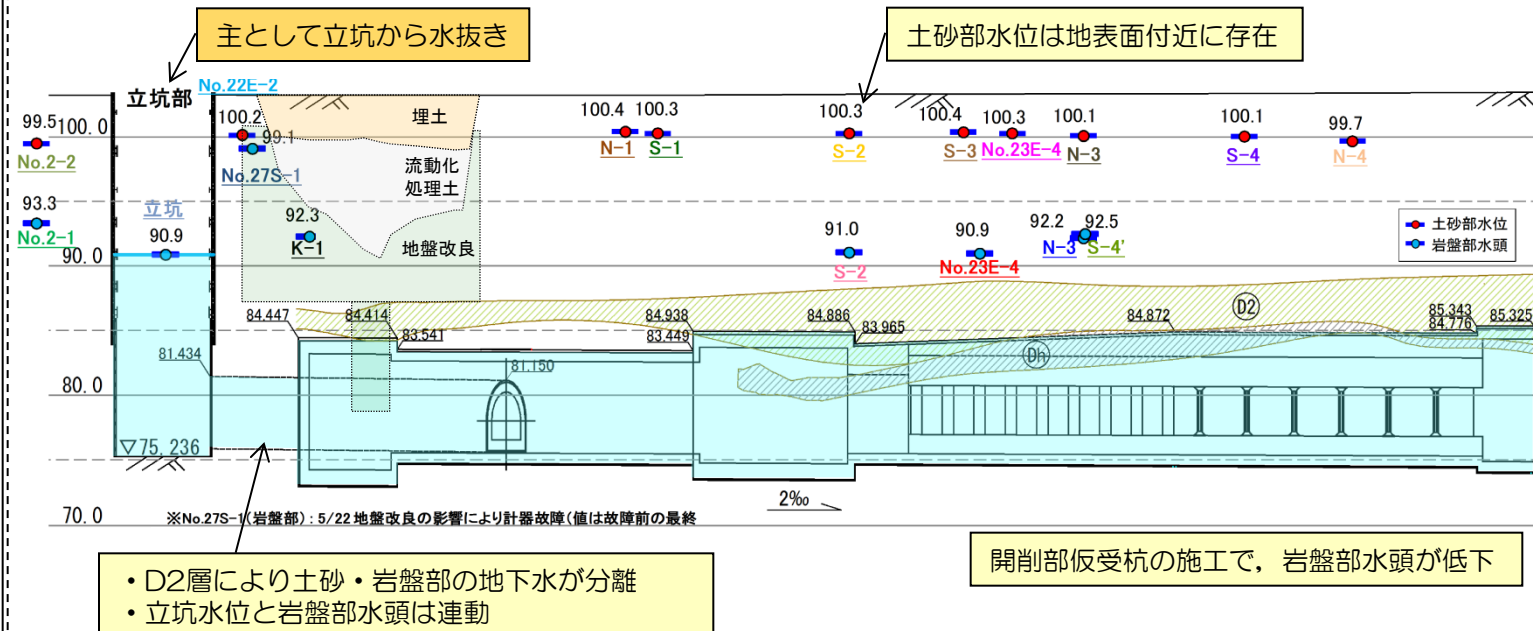 主として立坑から水抜き
土砂部水位は地表面付近に存在
No.22E-2
立坑部
埋土
99.5
100.0
No.2-2
100.2
99.1
No.27S-1
流動化
処理土
100.4
N-1
100.3
S-1
100.3
S-2
100.4
S-3
100.3
No.23E-4
100.1
N-3
100.1
S-4
99.7
N-4
93.3
No.2-1
立坑
90.9
92.3
K-1
地盤改良
91.0
S-2
90.9
No.23E-4
92.2
N-3
92.5
S-4'
土砂部水位
岩盤部水頭
90.0
84.447
84.414
83.541
84.938
83.449
84.886
83.965
84.872
D2
85.343
84.776
85.325
Dh
81.434
81.150
80.0
▽75,236
2‰
70.0
※No.27S-1(岩盤部)：5/22 地盤改良の影響により計器故障(値は故障前の最終
・D2層により土砂・岩盤部の地下水が分離
・立坑水位と岩盤部水頭は連動
開削部仮受杭の施工で，岩盤部水頭が低下